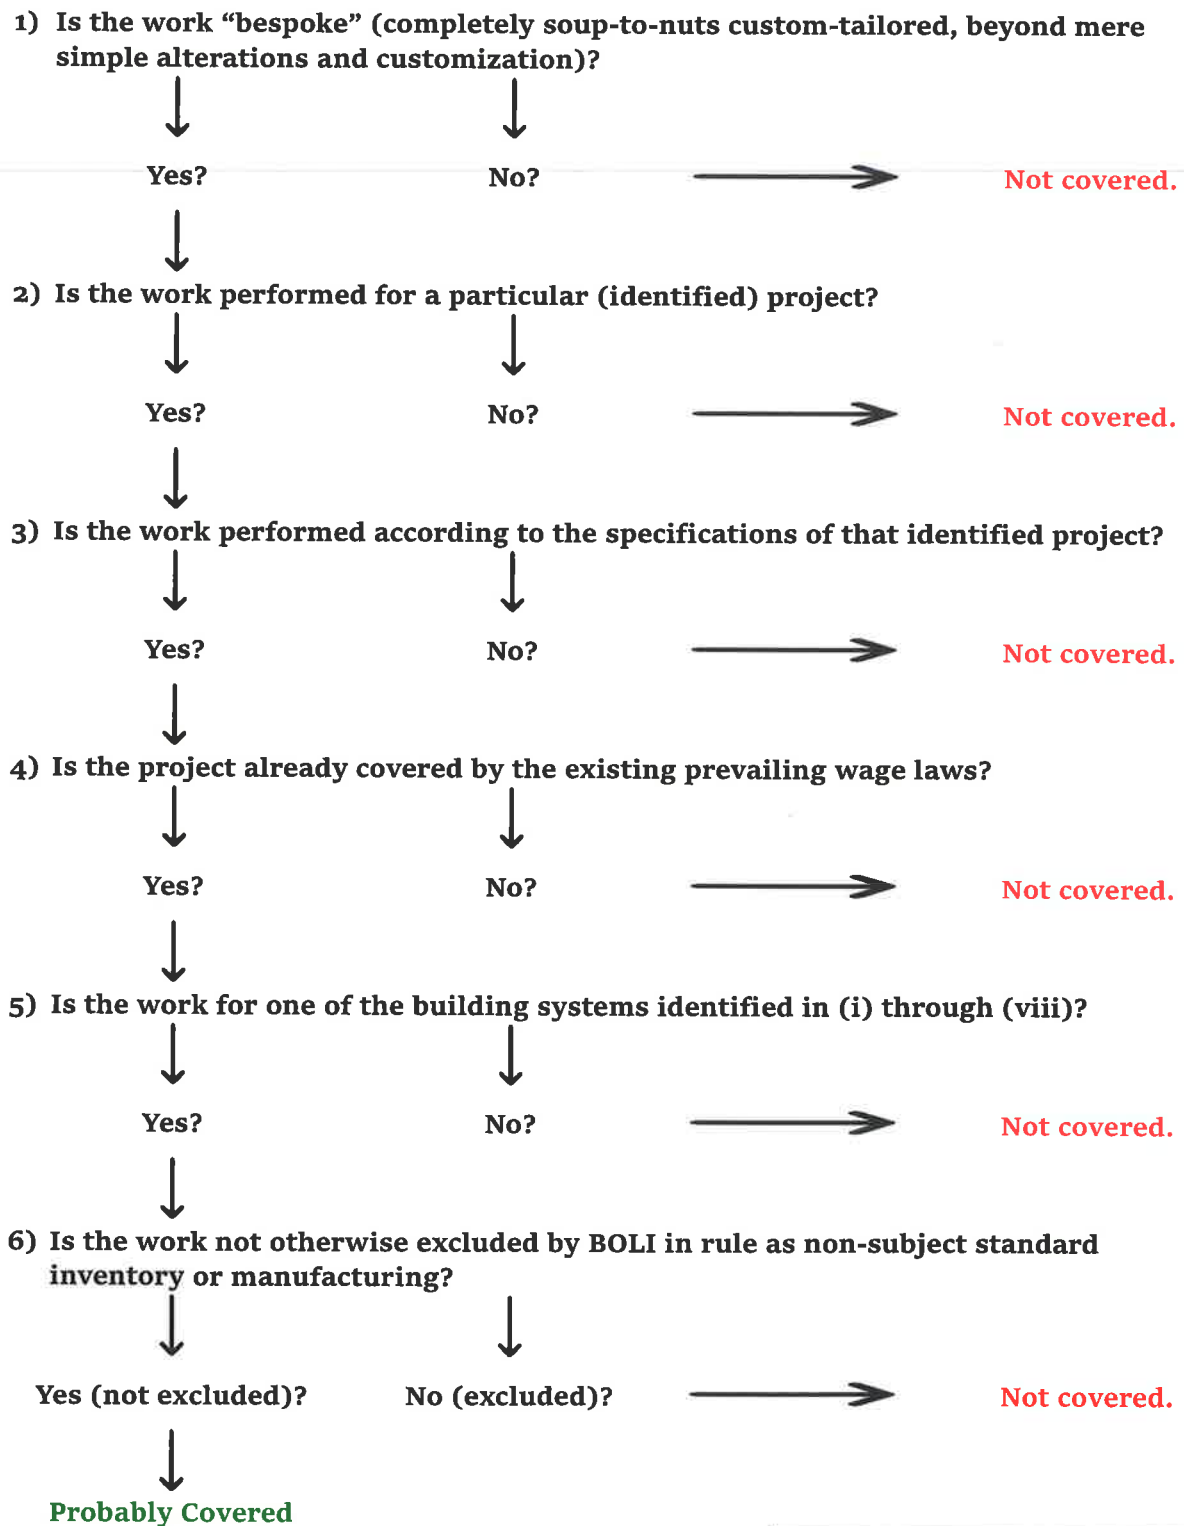 1) Is the work “bespoke” (completely soup-to-nuts custom-tailored, beyond mere
simple alterations and customization)?
Yes? No? Not covered.
2) Is the work performed for a particular (identified) project?
Yes? No? Not covered.
3) Is the work performed according to the specifications of that identified project?
Yes? No? Not covered.
4) Is the project already covered by the existing prevailing wage laws?
Yes? No? Not covered.
5) Is the work for one of the building systems identified in (i) through (viii)?
Yes? No? Not covered.
6) Is the work not otherwise excluded by BOLI in rule as non-subject standard
inventory or manufacturing?
Yes (not excluded)? No (excluded)? Not covered.
Probably Covered